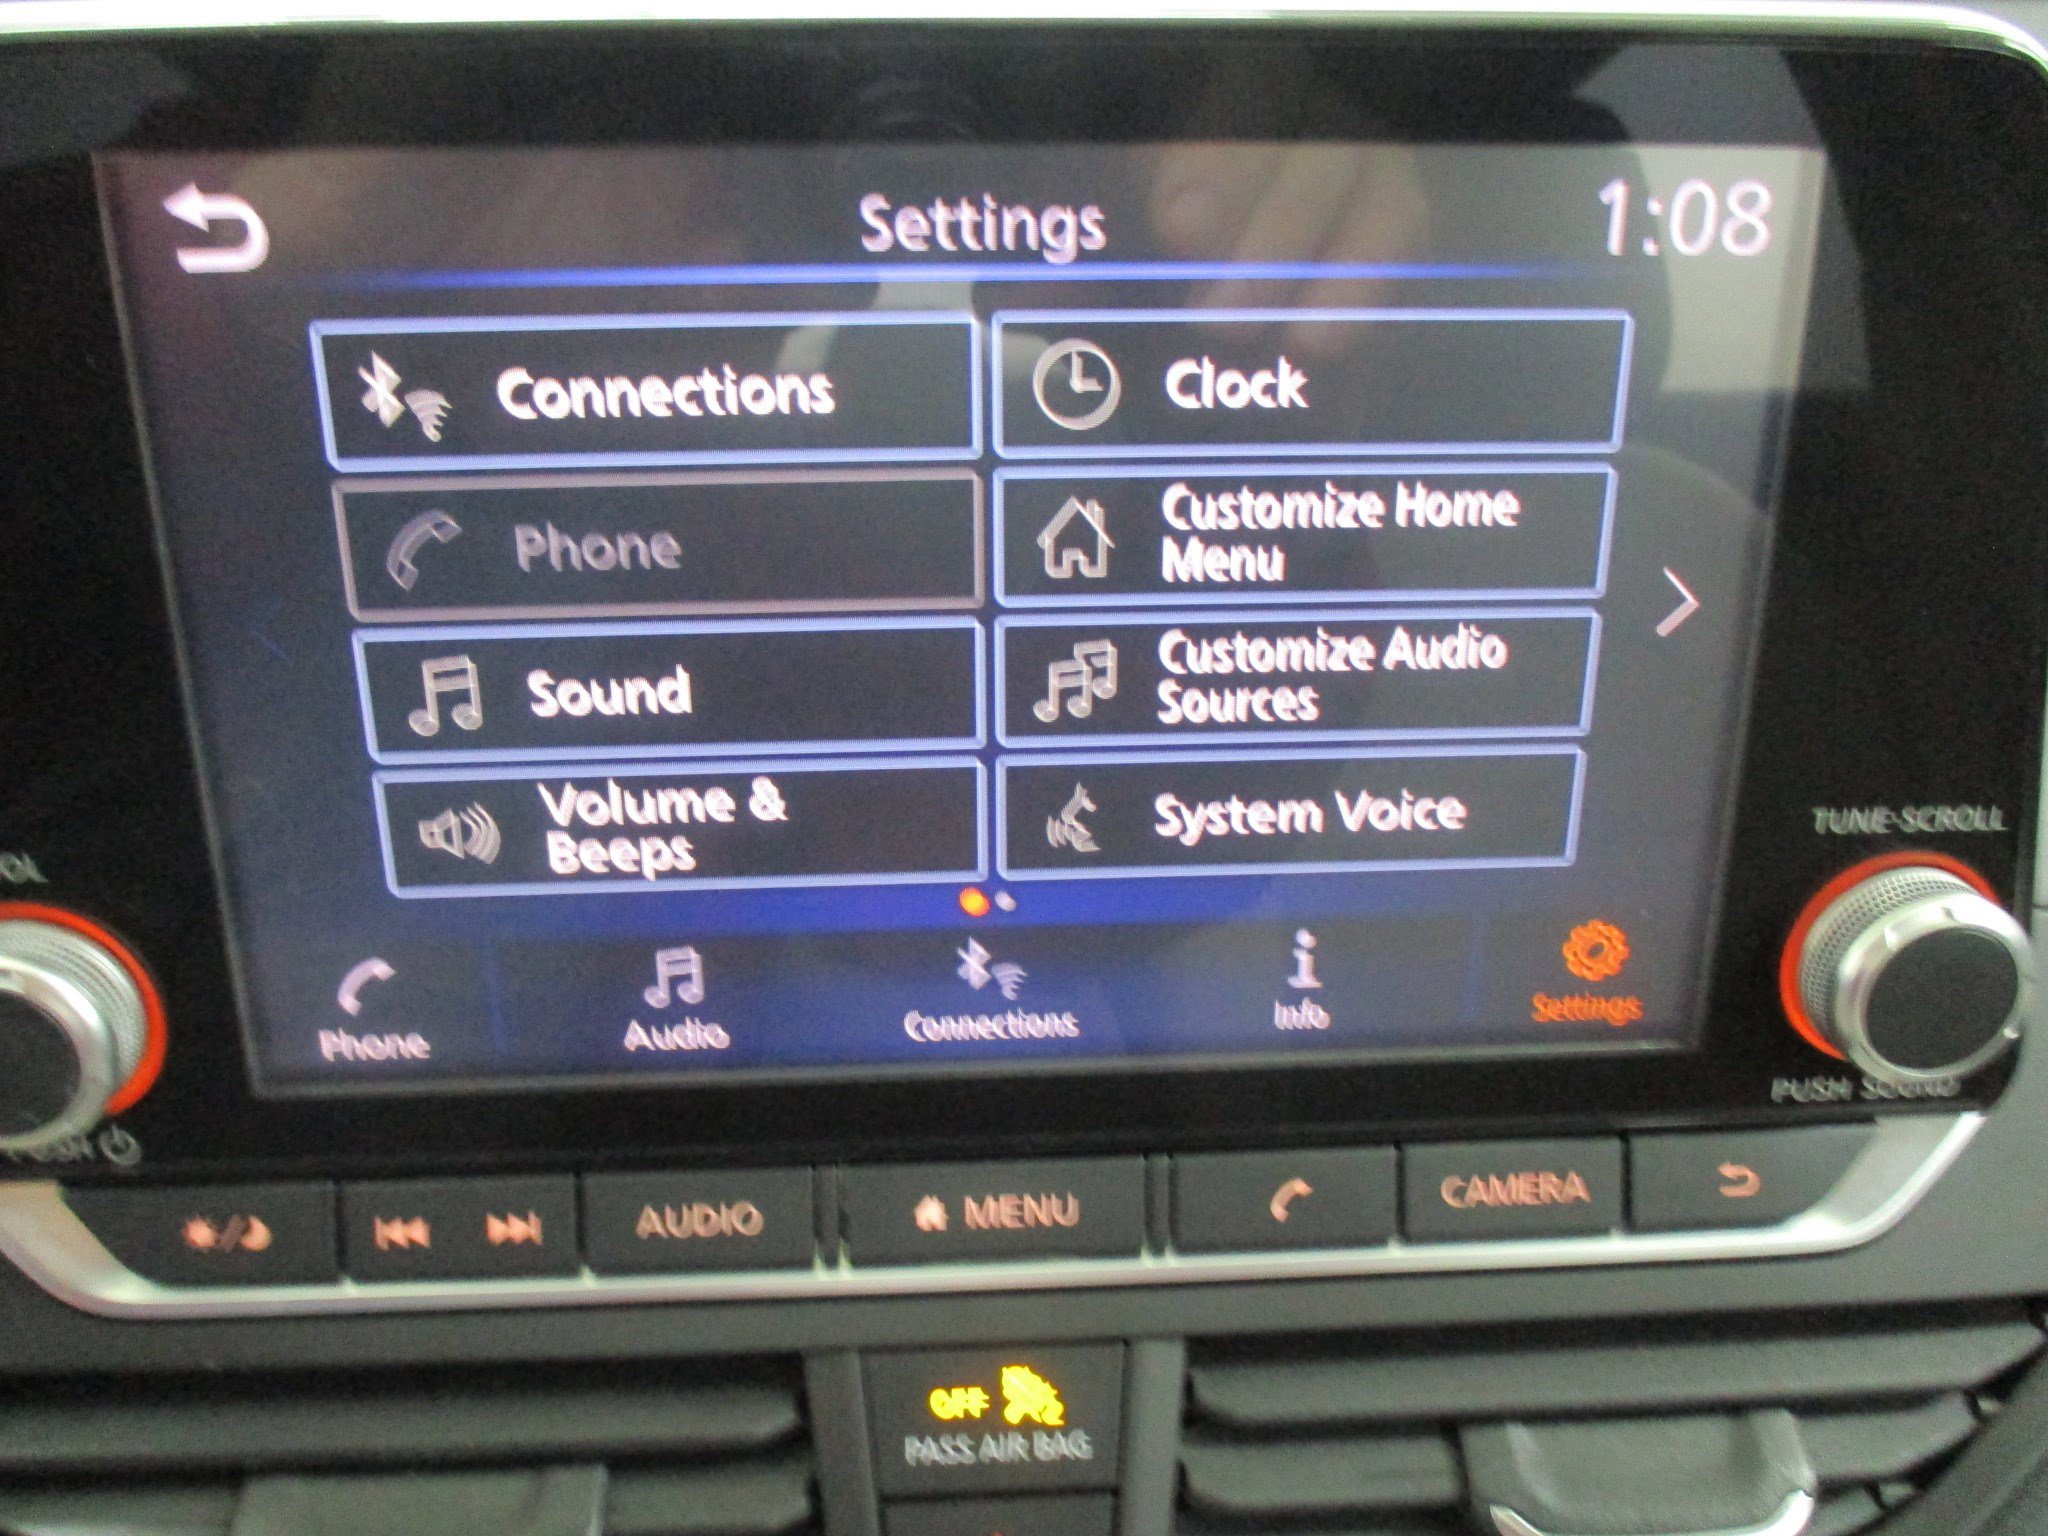 Settings
1:08
Connections
Clock
Phone
Customize Home
Menu
Sound
Customize Audio
Sources
Volume &
Beeps
System Voice
TUNE·SCROLL
Phone
Audio
Connections
Info
Settings
PUSH SOUND
PUSH
AUDIO
MENU
CAMERA
OFF
PASS AIR BAG